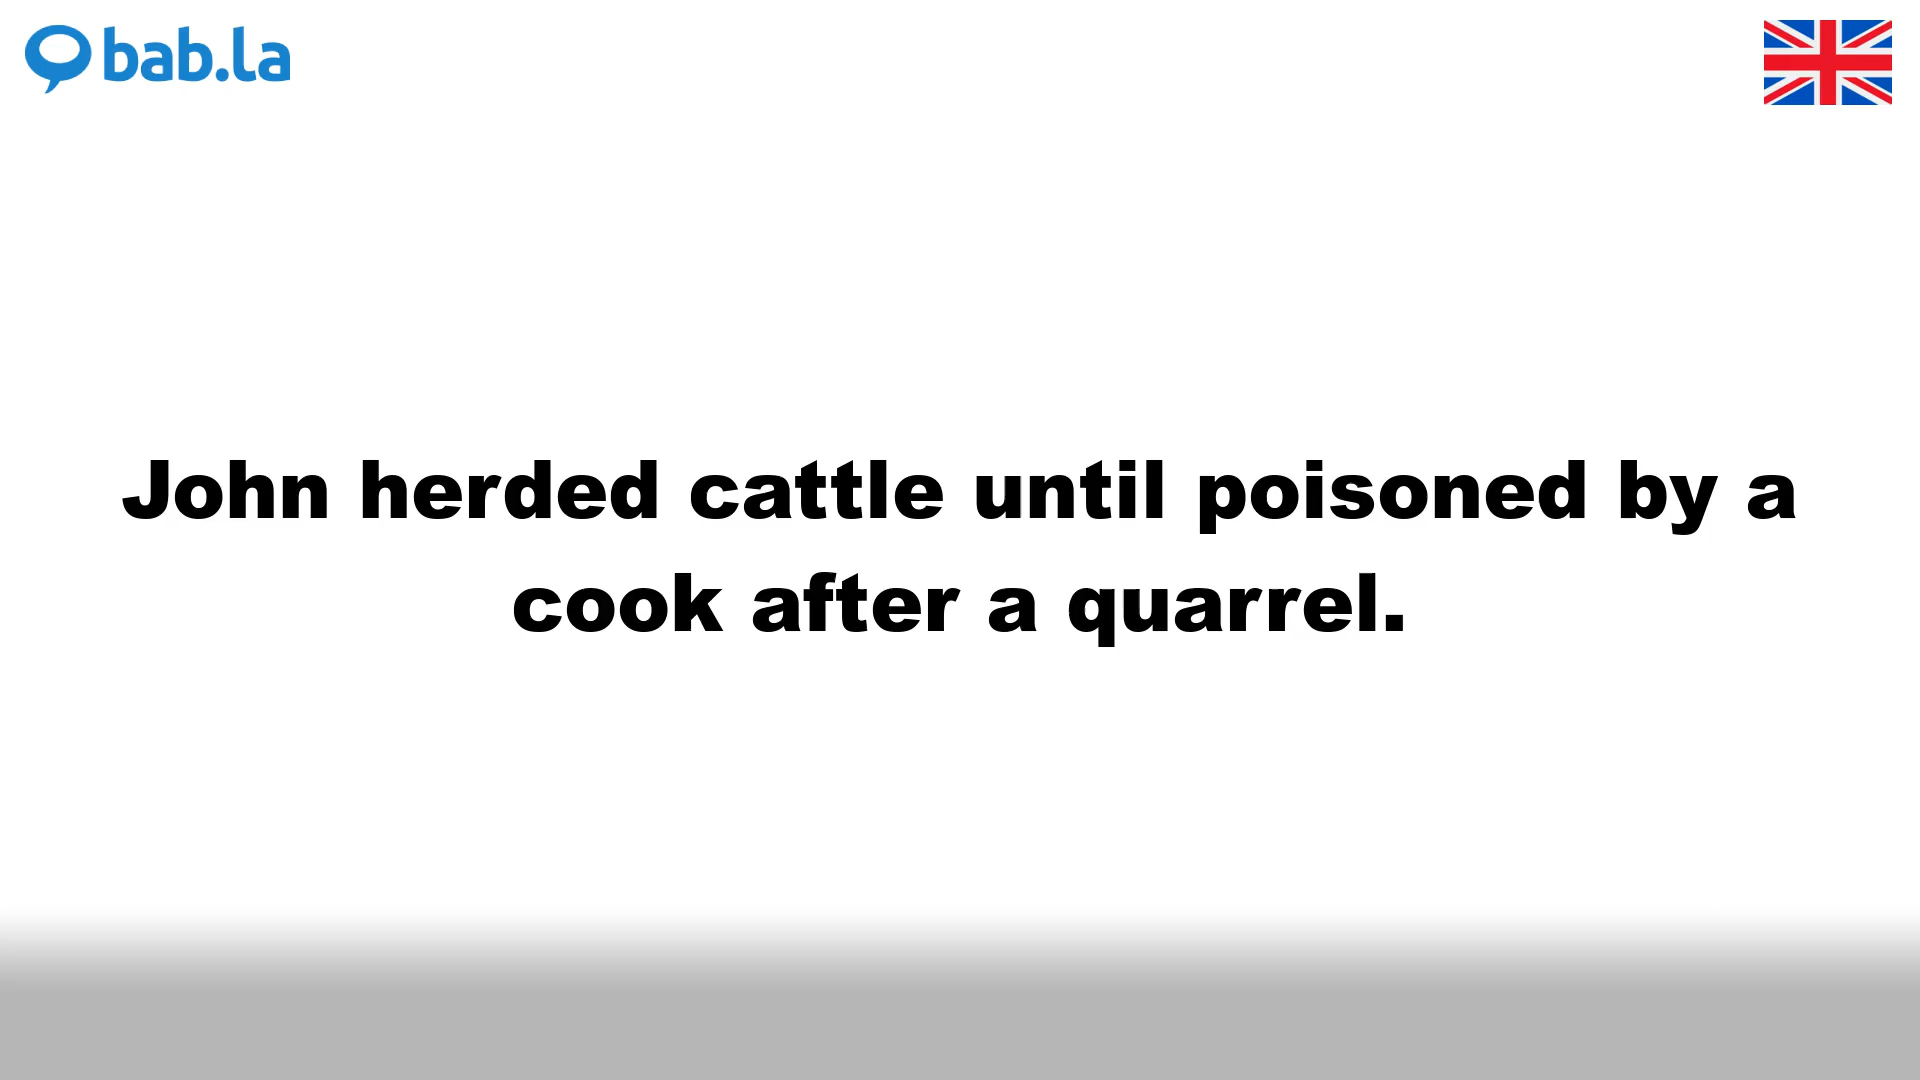 bab.la
John herded cattle until poisoned by a
cook after a quarrel.